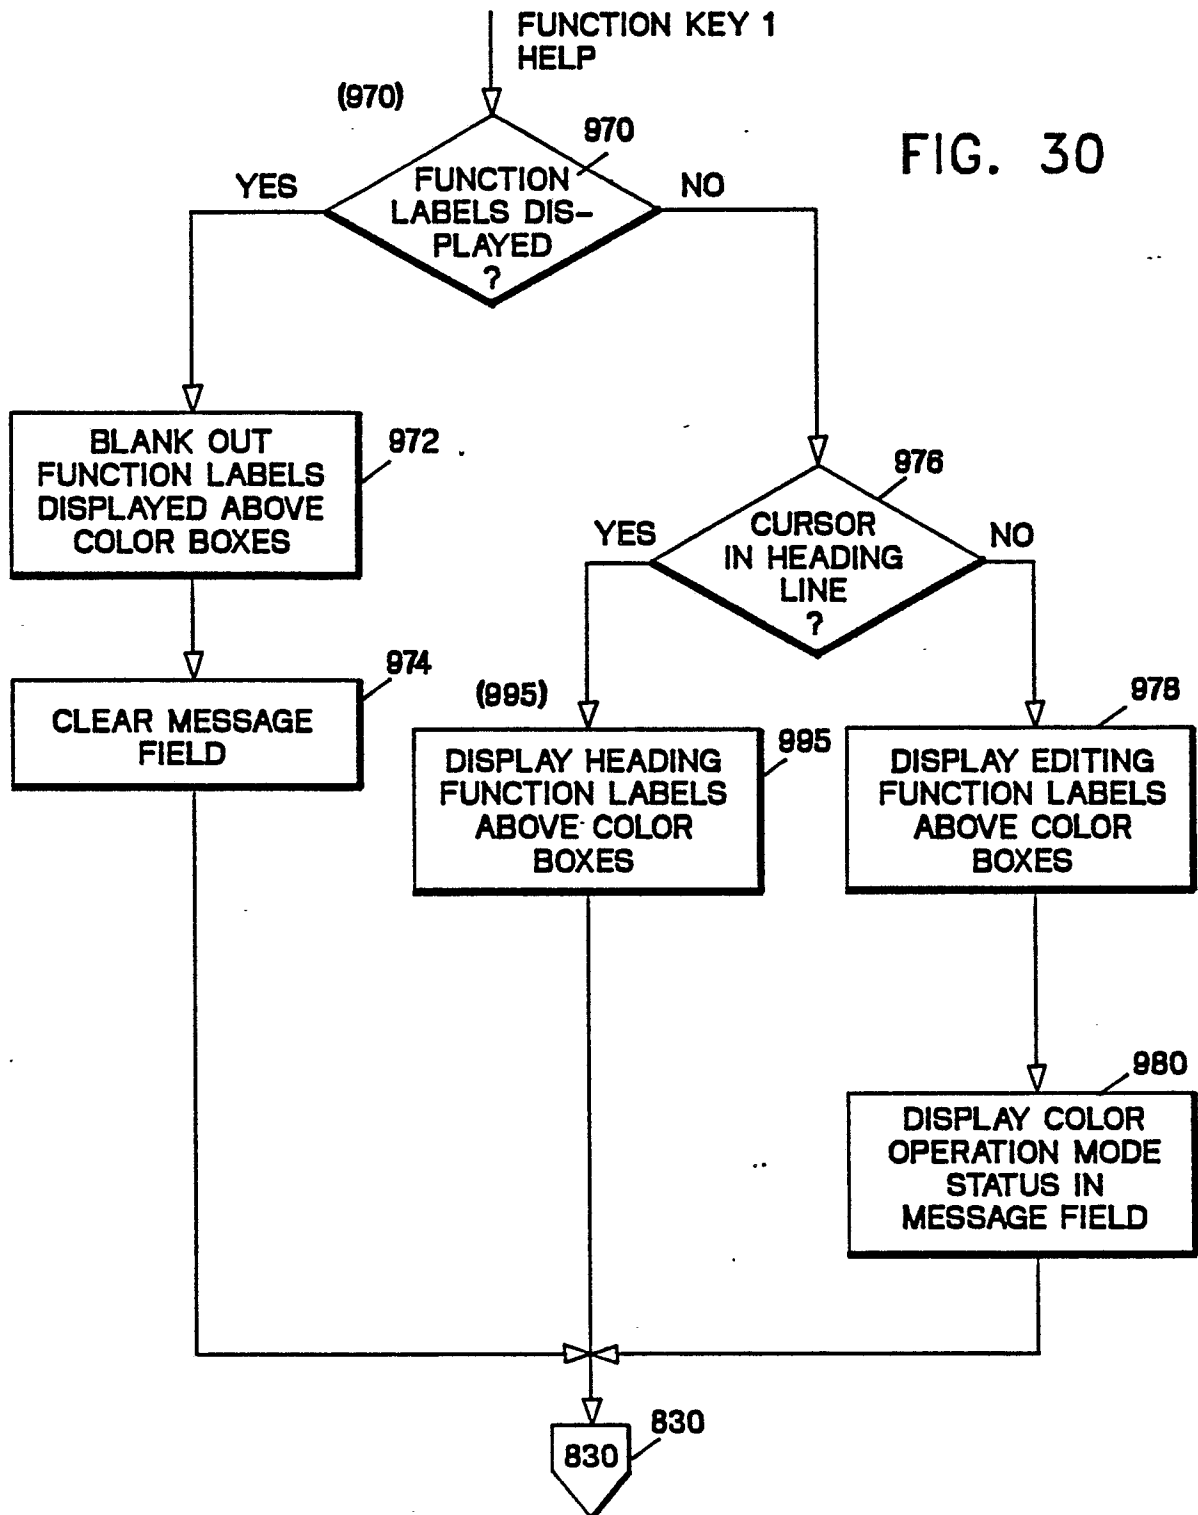 FUNCTION KEY 1
HELP
(970)
970
FIG. 30
YES
NO
FUNCTION
LABELS DIS-
PLAYED
?
BLANK OUT
FUNCTION LABELS
DISPLAYED ABOVE
COLOR BOXES
972
976
YES
NO
CURSOR
IN HEADING
LINE
?
974
CLEAR MESSAGE
FIELD
(995)
995
DISPLAY HEADING
FUNCTION LABELS
ABOVE COLOR
BOXES
978
DISPLAY EDITING
FUNCTION LABELS
ABOVE COLOR
BOXES
980
DISPLAY COLOR
OPERATION MODE
STATUS IN
MESSAGE FIELD
830
830